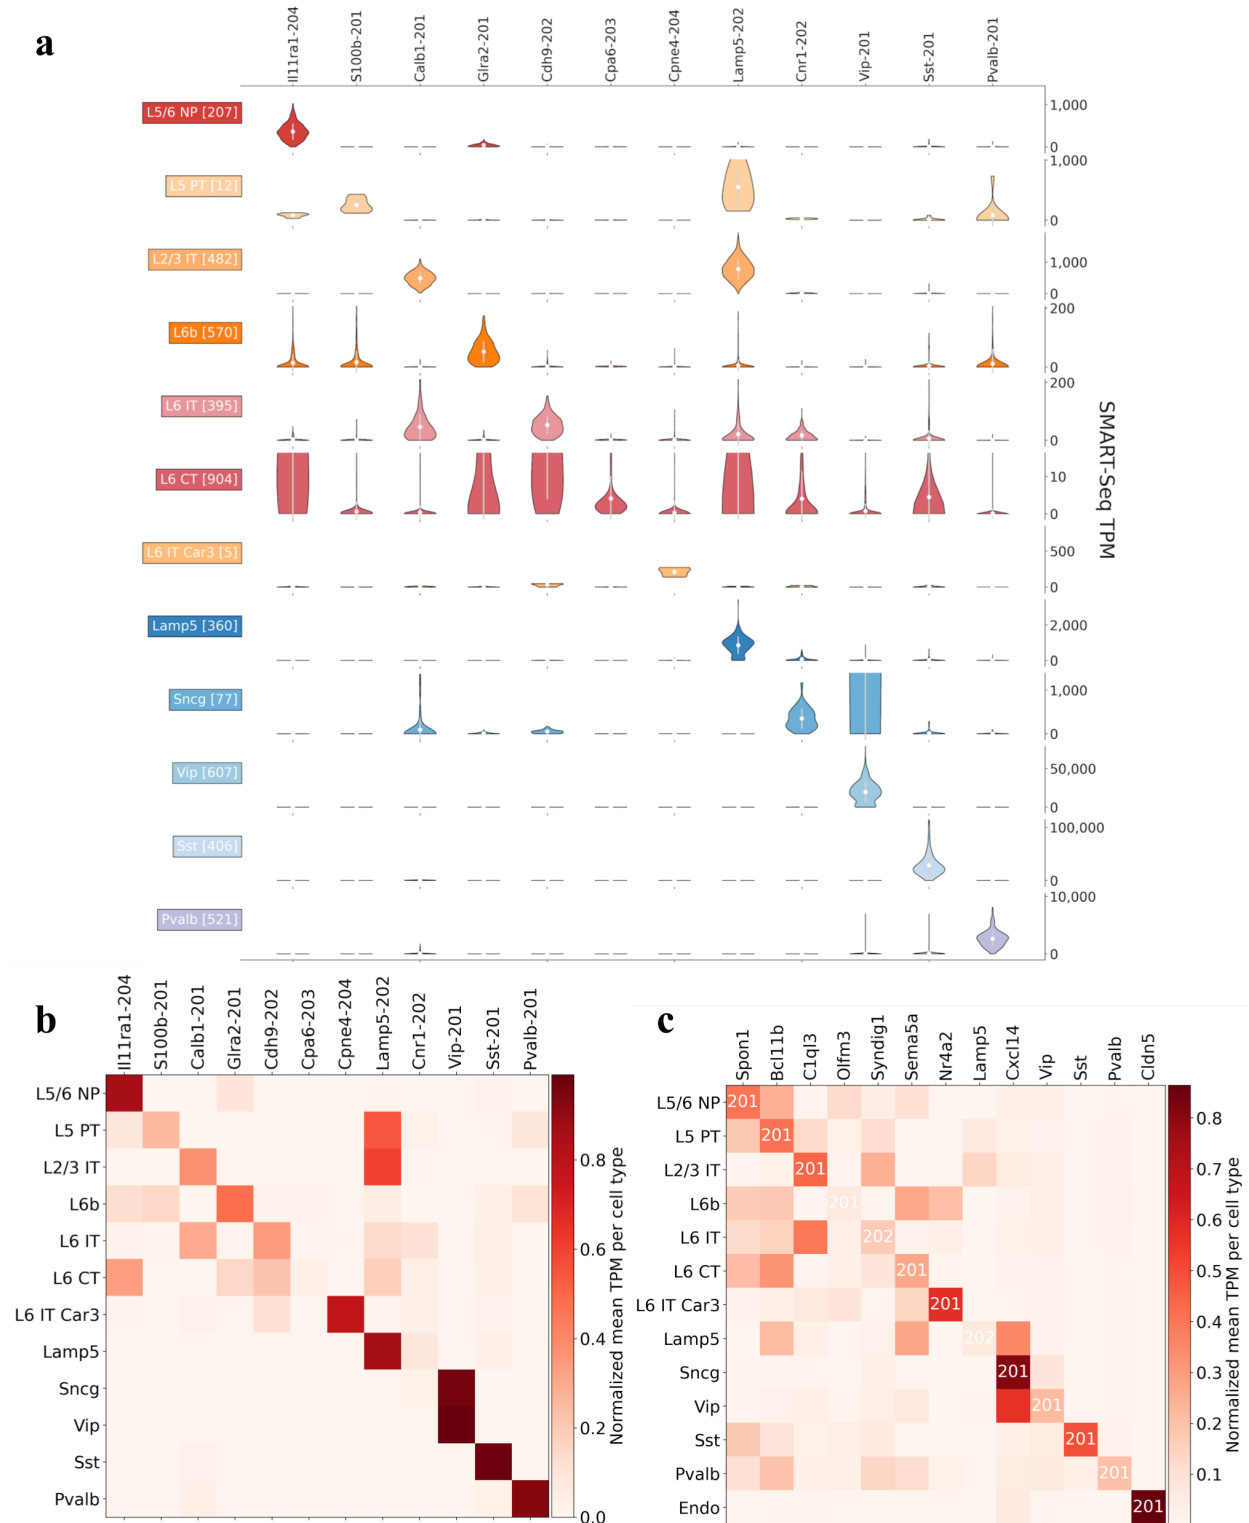 a
Il11ra1-204
S100b-201
Calb1-201
Glra2-201
Cdh9-202
Cpa6-203
Cpne4-204
Lamp5-202
Cnr1-202
Vip-201
Sst-201
Pvalb-201
L5/6 NP [207]
1,000
0
L5 PT [12]
1,000
0
L2/3 IT [482]
1,000
0
L6b [570]
200
0
L6 IT [395]
200
0
L6 CT [904]
10
0
L6 IT Car3 [5]
500
0
Lamp5 [360]
2,000
0
Sncg [77]
1,000
0
Vip [607]
50,000
0
Sst [406]
100,000
0
Pvalb [521]
10,000
0
SMART-Seq TPM
b
Il11ra1-204
S100b-201
Calb1-201
Glra2-201
Cdh9-202
Cpa6-203
Cpne4-204
Lamp5-202
Cnr1-202
Vip-201
Sst-201
Pvalb-201
L5/6 NP
L5 PT
L2/3 IT
L6b
L6 IT
L6 CT
L6 IT Car3
Lamp5
Sncg
Vip
Sst
Pvalb
0.8
0.6
0.4
0.2
0.0
Normalized mean TPM per cell type
c
Spon1
Bcl11b
C1ql3
Olfm3
Syndig1
Sema5a
Nr4a2
Lamp5
Cxcl14
Vip
Sst
Pvalb
Cldn5
L5/6 NP 201
L5 PT 201
L2/3 IT 201
L6b 201
L6 IT 202
L6 CT 201
L6 IT Car3 201
Lamp5 202
Sncg 201
Vip 201
Sst 201
Pvalb 201
Endo 201
0.8
0.7
0.6
0.5
0.4
0.3
0.2
0.1
Normalized mean TPM per cell type